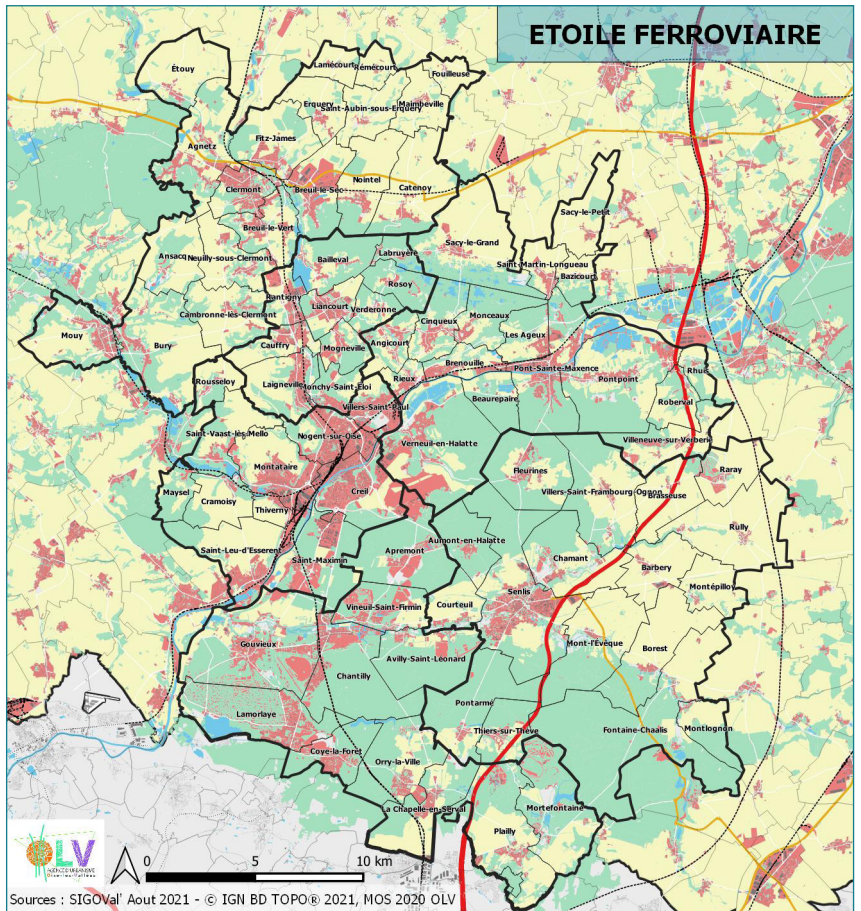 ETOILE FERROVIAIRE
Étouy
Lamécourt
Rémécourt
Fouilleuse
Erquery
Saint-Aubin-sous-Erquery
Maimbeville
Agnetz
Fitz-James
Clermont
Breuil-le-Sec
Nointel
Catenoy
Sacy-le-Petit
Breuil-le-Vert
Sacy-le-Grand
Ansacq
Neuilly-sous-Clermont
Bailleval
Labruyère
Saint-Martin-Longueau
Bazicourt
Rosoy
Rantigny
Liancourt
Verderonne
Cambronne-lès-Clermont
Cinqueux
Monceaux
Mouy
Bury
Cauffry
Mogneville
Angicourt
Les Ageux
Brenouille
Pont-Sainte-Maxence
Rhuis
Rousseloy
Laigneville
Monchy-Saint-Eloi
Rieux
Pontpoint
Beaurepaire
Roberval
Villers-Saint-Paul
Saint-Vaast-lès-Mello
Nogent-sur-Oise
Verneuil-en-Halatte
Villeneuve-sur-Verberie
Montataire
Fleurines
Raray
Maysel
Cramoisy
Creil
Villers-Saint-Frambourg-Ognon
Brasseuse
Thiverny
Rully
Saint-Leu-d'Esserent
Saint-Maximin
Apremont
Aumont-en-Halatte
Chamant
Barbery
Montépilloy
Vineuil-Saint-Firmin
Courteuil
Senlis
Gouvieux
Mont-l'Évêque
Borest
Avilly-Saint-Léonard
Chantilly
Lamorlaye
Pontarmé
Thiers-sur-Thève
Fontaine-Chaalis
Montlognon
Coye-la-Forêt
Orry-la-Ville
La Chapelle-en-Serval
Mortefontaine
Plailly
OLV
AGENCE D'URBANISME
Oise-les-Vallées
0 5 10 km
Sources : SIGOVal' Aout 2021 - © IGN BD TOPO® 2021, MOS 2020 OLV